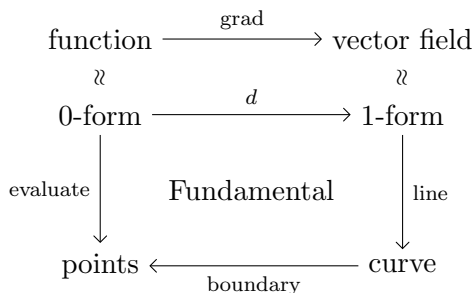 grad
function vector field
≀≀ ≀≀
d
0-form 1-form
evaluate Fundamental line
points curve
boundary